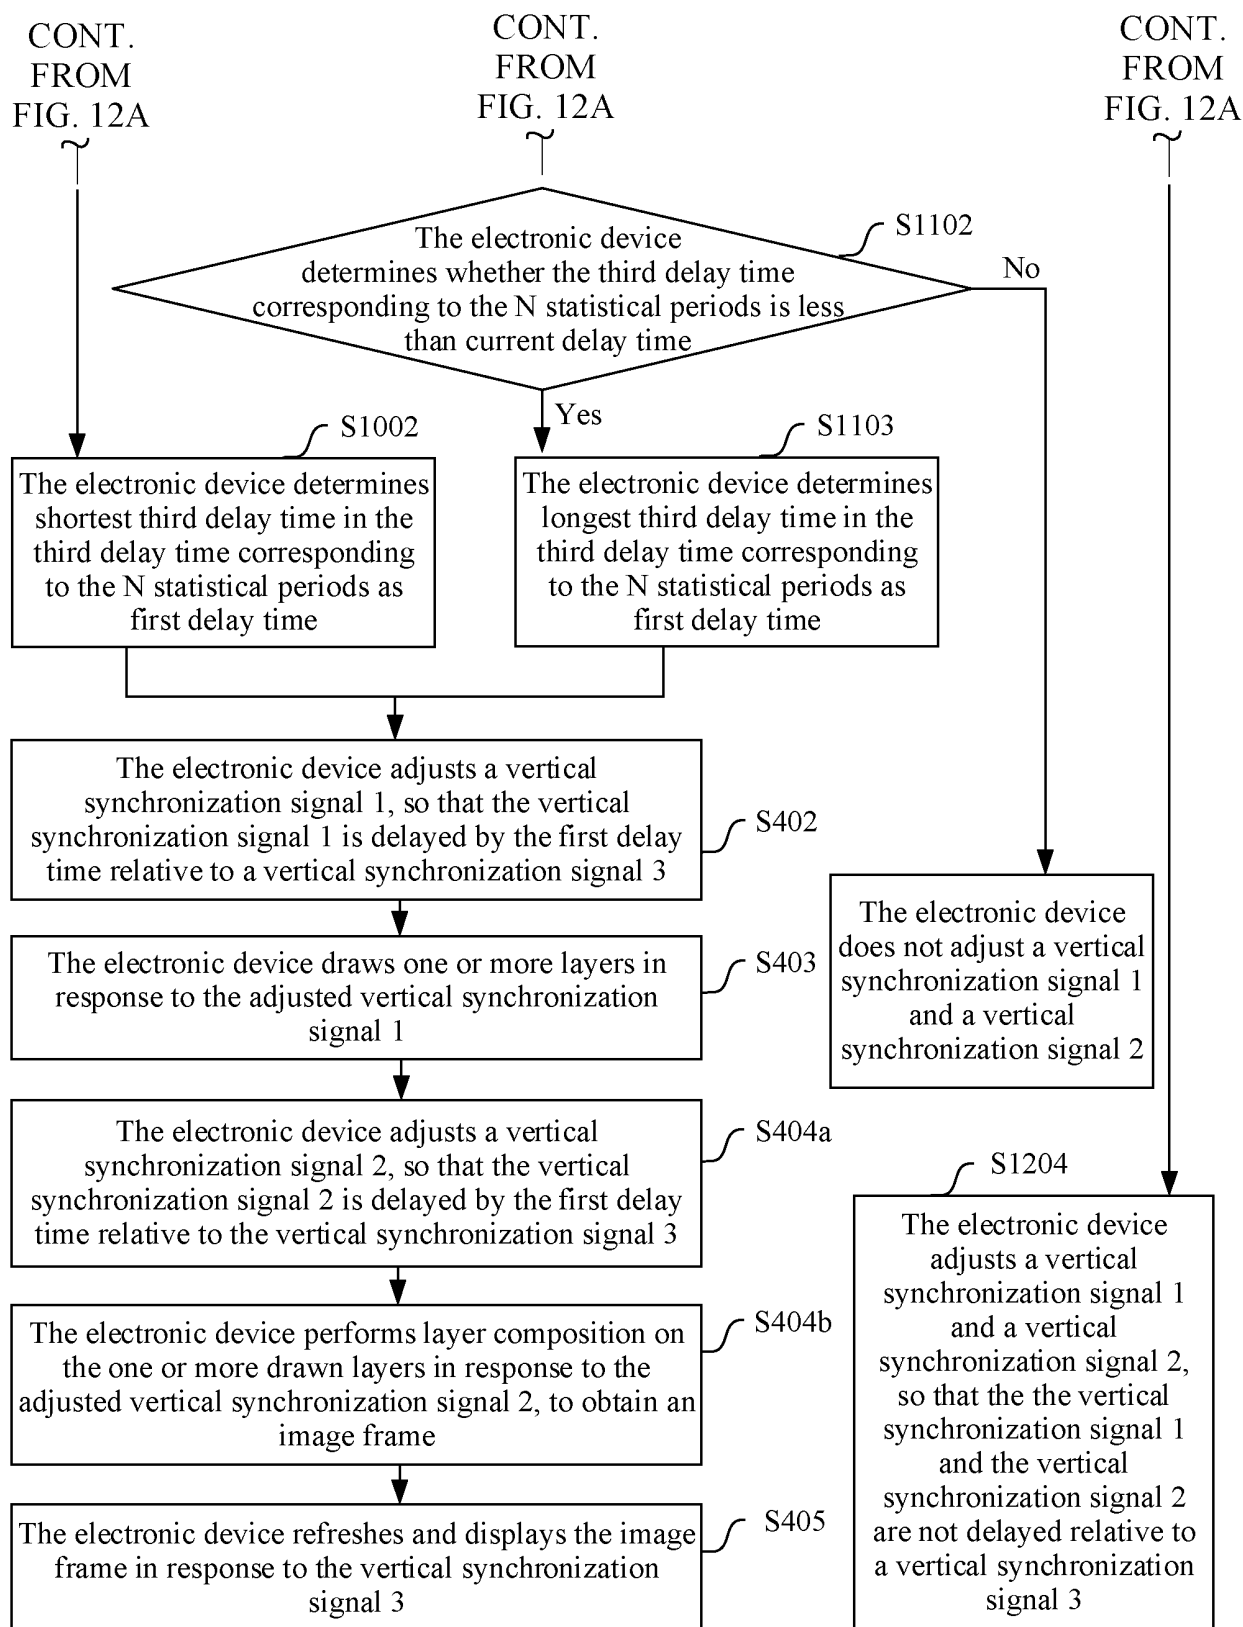 CONT.
FROM
FIG. 12A
CONT.
FROM
FIG. 12A
CONT.
FROM
FIG. 12A
The electronic device
determines whether the third delay time
corresponding to the N statistical periods is less
than current delay time
S1102
No
Yes
S1002
The electronic device determines
shortest third delay time in the
third delay time corresponding
to the N statistical periods as
first delay time
S1103
The electronic device determines
longest third delay time in the
third delay time corresponding
to the N statistical periods as
first delay time
The electronic device adjusts a vertical
synchronization signal 1, so that the vertical
synchronization signal 1 is delayed by the first delay
time relative to a vertical synchronization signal 3
S402
The electronic device
does not adjust a vertical
synchronization signal 1
and a vertical
synchronization signal 2
The electronic device draws one or more layers in
response to the adjusted vertical synchronization
signal 1
S403
The electronic device adjusts a vertical
synchronization signal 2, so that the vertical
synchronization signal 2 is delayed by the first delay
time relative to the vertical synchronization signal 3
S404a
S1204
The electronic device
adjusts a vertical
synchronization signal 1
and a vertical
synchronization signal 2,
so that the the vertical
synchronization signal 1
and the vertical
synchronization signal 2
are not delayed relative to
a vertical synchronization
signal 3
The electronic device performs layer composition on
the one or more drawn layers in response to the
adjusted vertical synchronization signal 2, to obtain an
image frame
S404b
The electronic device refreshes and displays the image
frame in response to the vertical synchronization
signal 3
S405